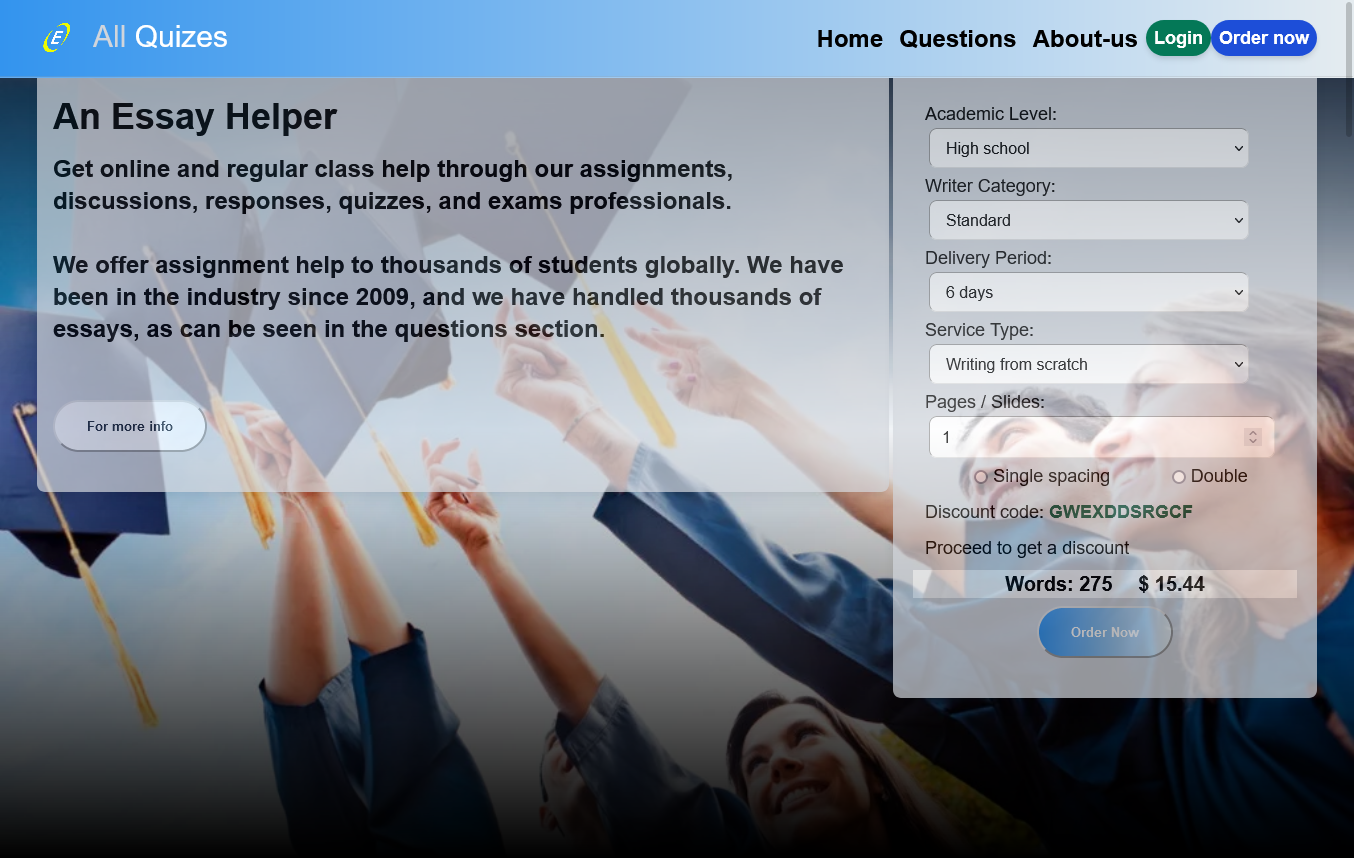 E All Quizes
Home Questions About-us Login Order now
An Essay Helper
Get online and regular class help through our assignments,
discussions, responses, quizzes, and exams professionals.
We offer assignment help to thousands of students globally. We have
been in the industry since 2009, and we have handled thousands of
essays, as can be seen in the questions section.
For more info
Academic Level:
High school
Writer Category:
Standard
Delivery Period:
6 days
Service Type:
Writing from scratch
Pages / Slides:
1
Single spacing Double
Discount code: GWEXDDSRGCF
Proceed to get a discount
Words: 275 $ 15.44
Order Now